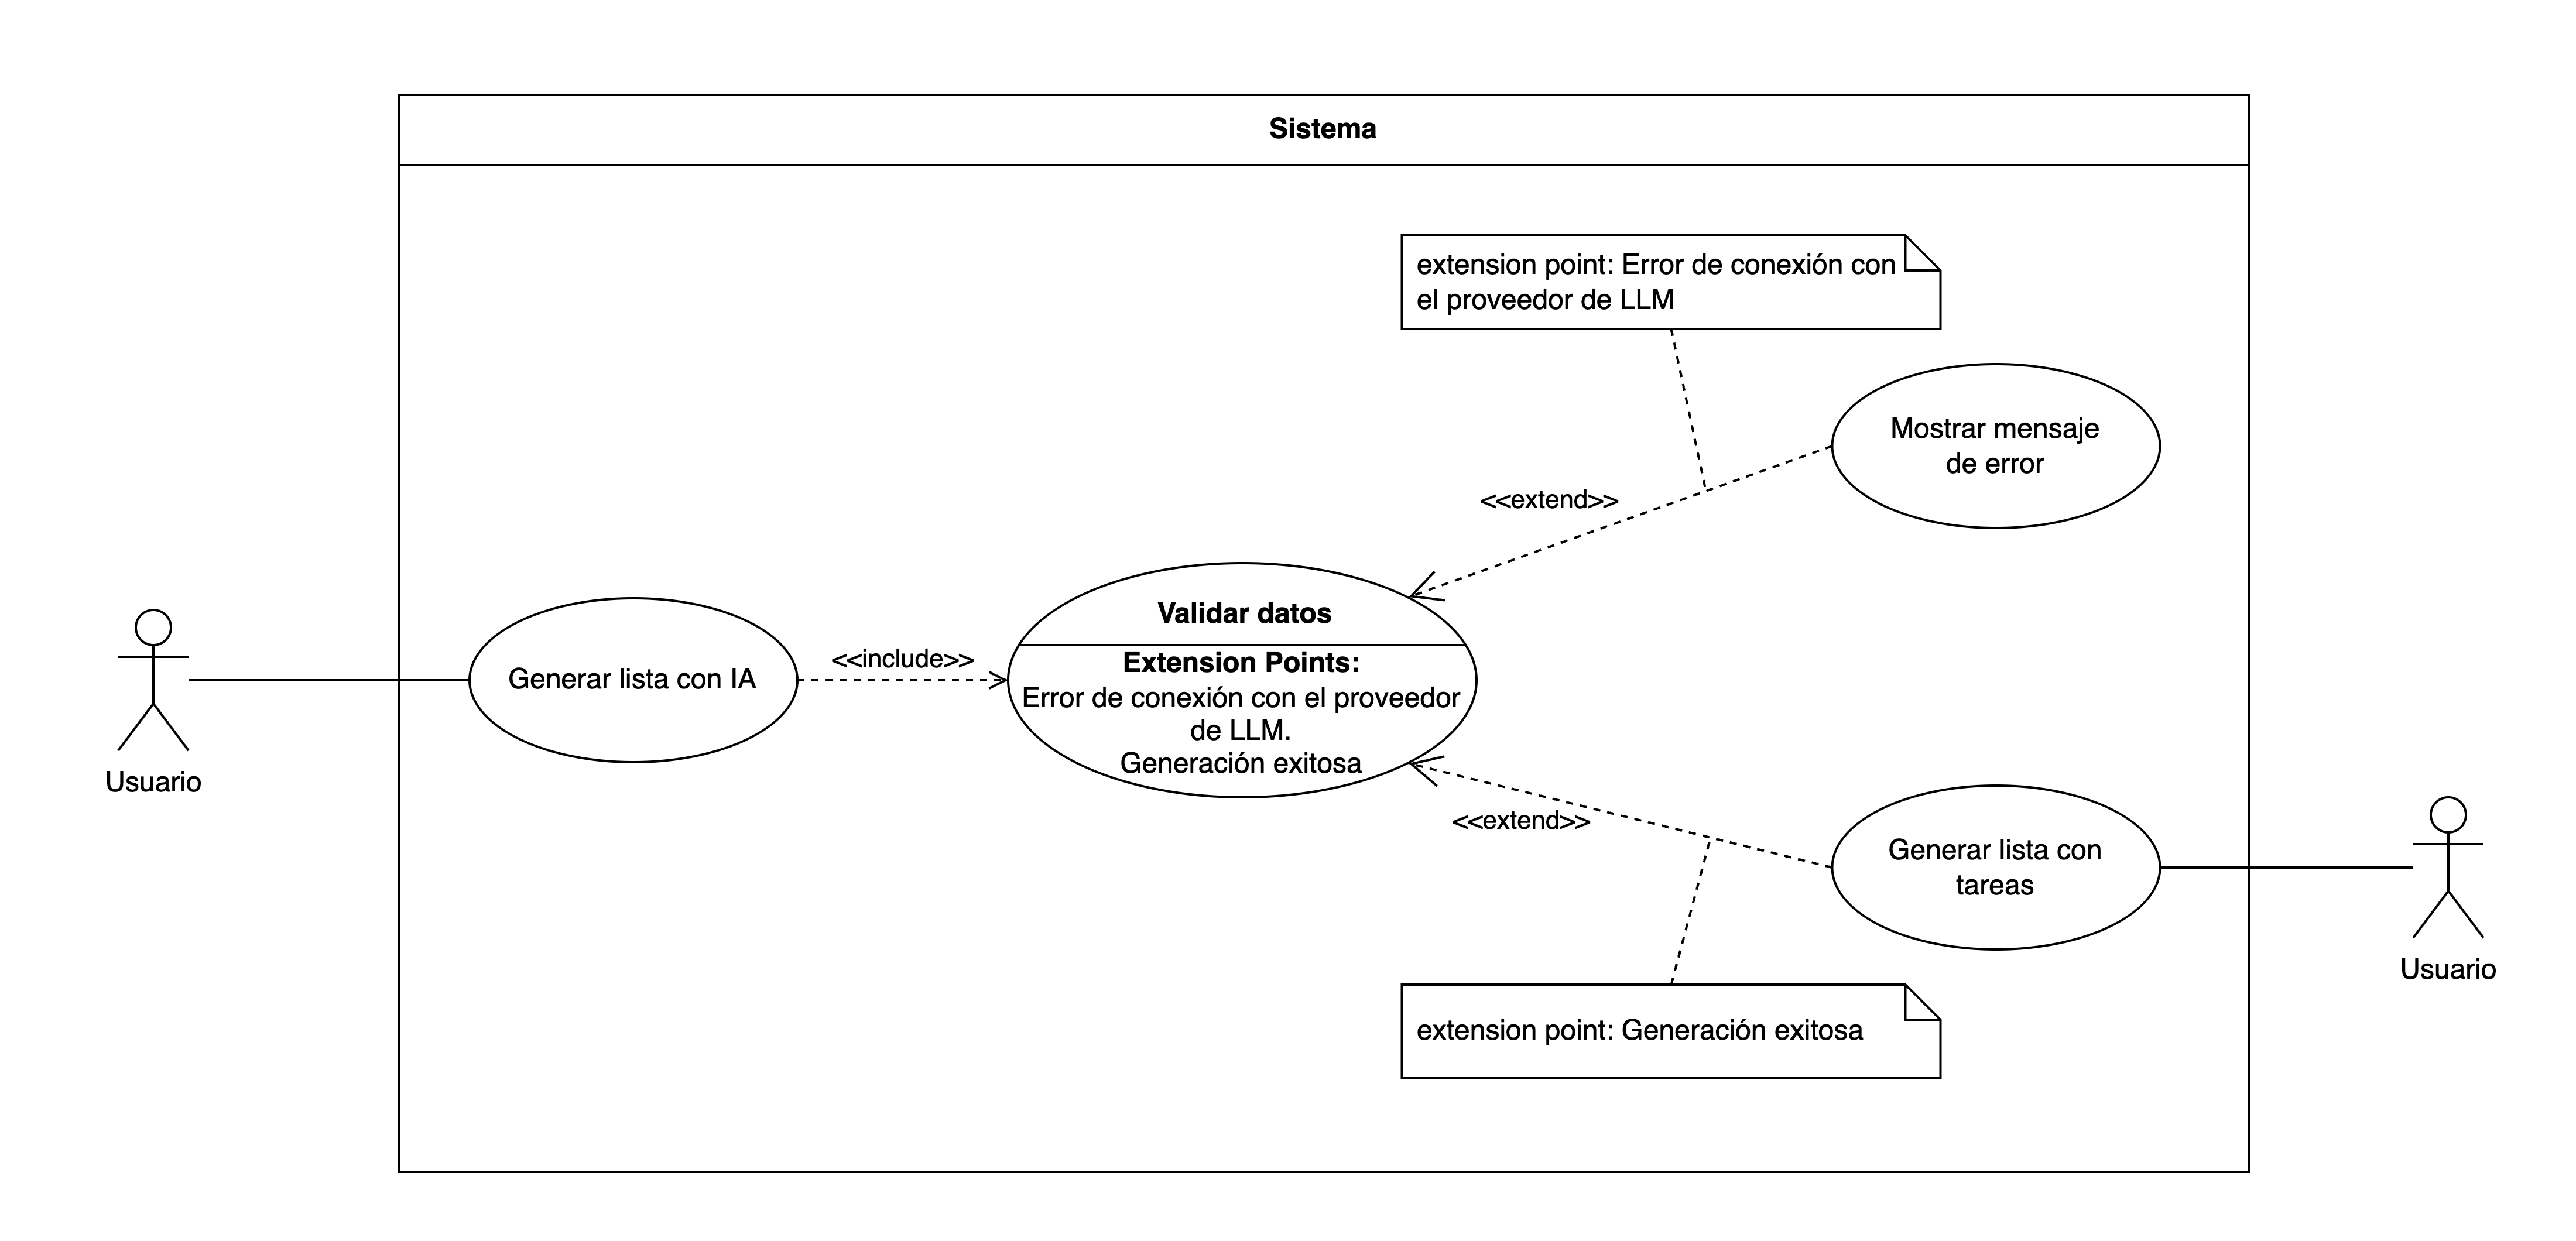 Sistema
extension point: Error de conexión con
el proveedor de LLM
Mostrar mensaje
de error
<<extend>>
Validar datos
Extension Points:
Error de conexión con el proveedor
de LLM.
Generación exitosa
<<include>>
Generar lista con IA
Usuario
<<extend>>
Generar lista con
tareas
Usuario
extension point: Generación exitosa